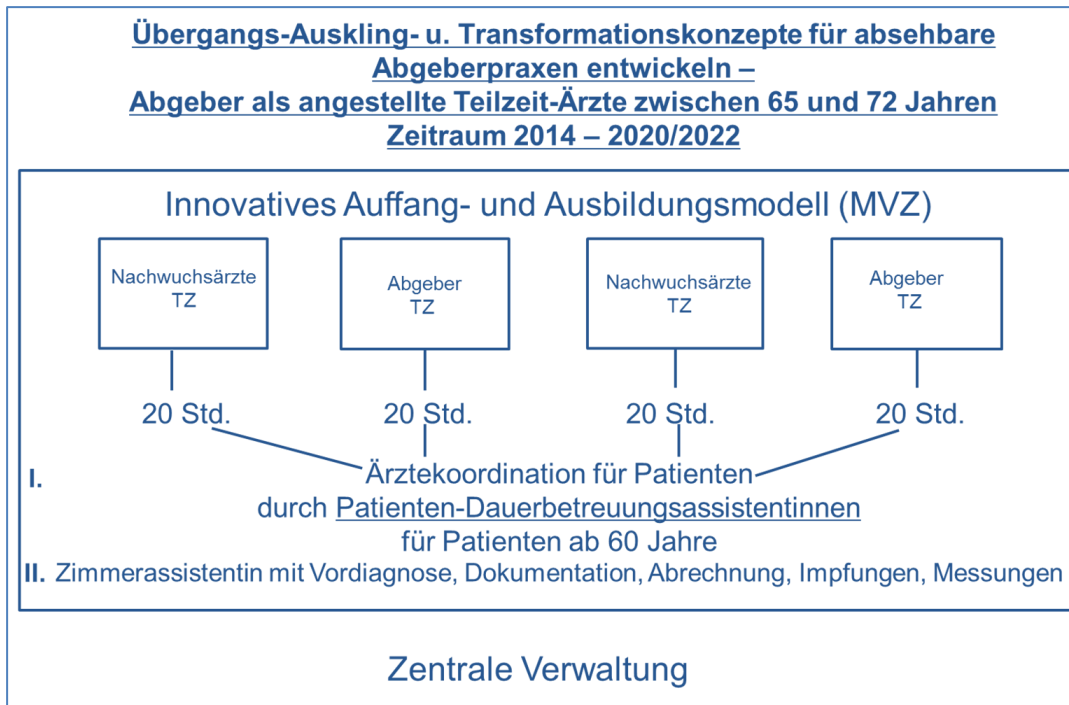 Übergangs-Auskling- u. Transformationskonzepte für absehbare
Abgeberpraxen entwickeln –
Abgeber als angestellte Teilzeit-Ärzte zwischen 65 und 72 Jahren
Zeitraum 2014 – 2020/2022
Innovatives Auffang- und Ausbildungsmodell (MVZ)
Nachwuchsärzte
TZ
Abgeber
TZ
Nachwuchsärzte
TZ
Abgeber
TZ
20 Std.
20 Std.
20 Std.
20 Std.
I.
Ärztekoordination für Patienten
durch Patienten-Dauerbetreuungsassistentinnen
für Patienten ab 60 Jahre
II. Zimmerassistentin mit Vordiagnose, Dokumentation, Abrechnung, Impfungen, Messungen
Zentrale Verwaltung